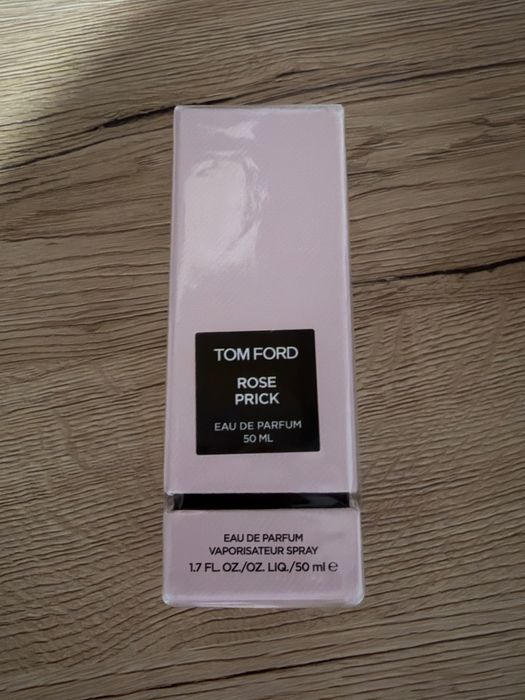 TOM FORD
ROSE
PRICK
EAU DE PARFUM
50 ML
EAU DE PARFUM
VAPORISATEUR SPRAY
1.7 FL. OZ./OZ. LIQ./50 ml ℮